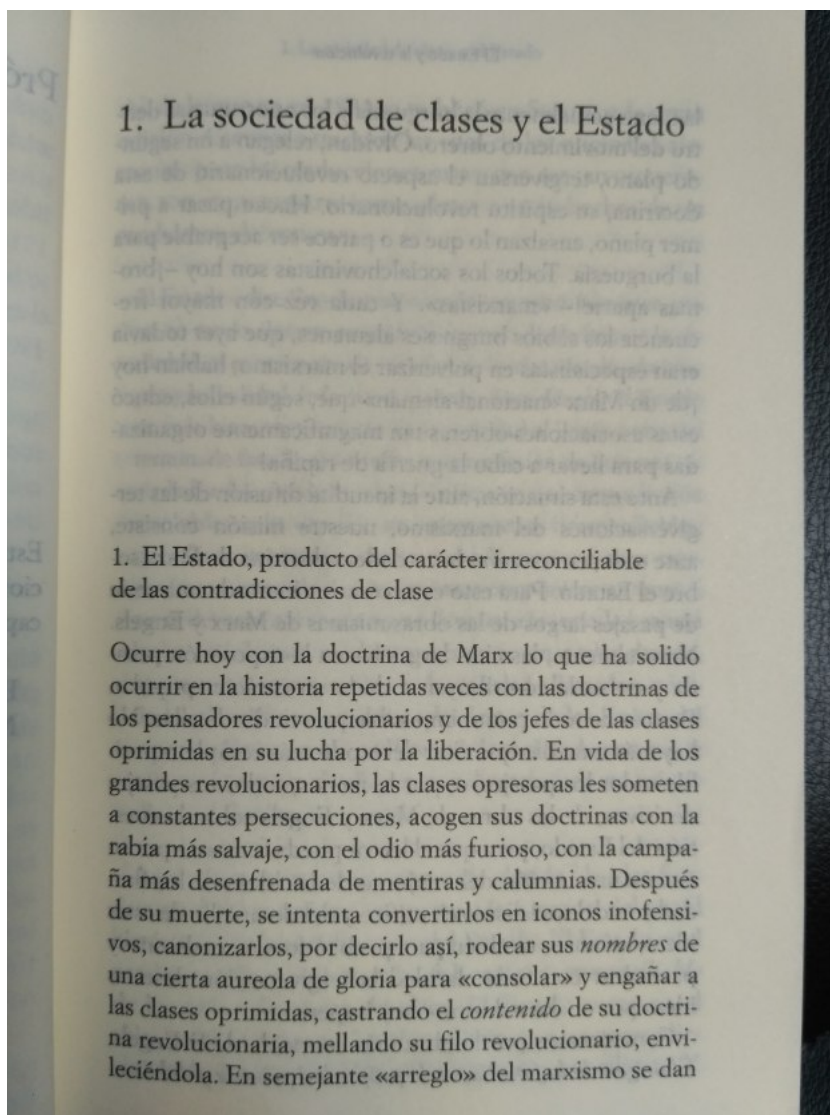 1. La sociedad de clases y el Estado
1. El Estado, producto del carácter irreconciliable
de las contradicciones de clase
Ocurre hoy con la doctrina de Marx lo que ha solido
ocurrir en la historia repetidas veces con las doctrinas de
los pensadores revolucionarios y de los jefes de las clases
oprimidas en su lucha por la liberación. En vida de los
grandes revolucionarios, las clases opresoras les someten
a constantes persecuciones, acogen sus doctrinas con la
rabia más salvaje, con el odio más furioso, con la campa-
ña más desenfrenada de mentiras y calumnias. Después
de su muerte, se intenta convertirlos en iconos inofensi-
vos, canonizarlos, por decirlo así, rodear sus nombres de
una cierta aureola de gloria para «consolar» y engañar a
las clases oprimidas, castrando el contenido de su doctri-
na revolucionaria, mellando su filo revolucionario, envi-
leciéndola. En semejante «arreglo» del marxismo se dan